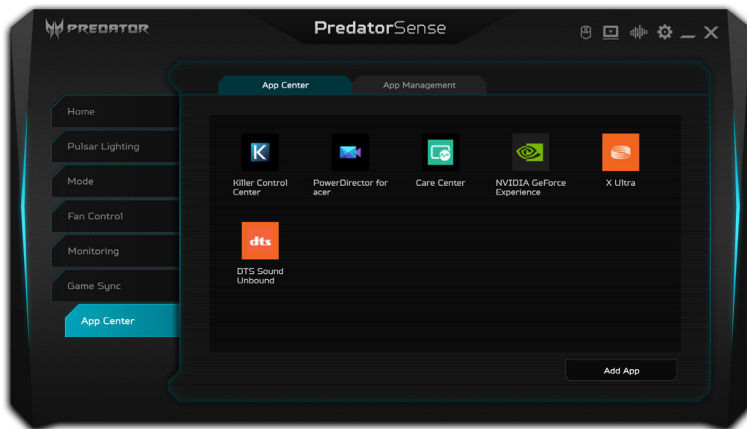 PREDATOR
PredatorSense
App Center
App Management
Home
Pulsar Lighting
Mode
Fan Control
Monitoring
Game Sync
App Center
K
Killer Control
Center
PowerDirector for
acer
Care Center
NVIDIA GeForce
Experience
X Ultra
dts
DTS Sound
Unbound
Add App